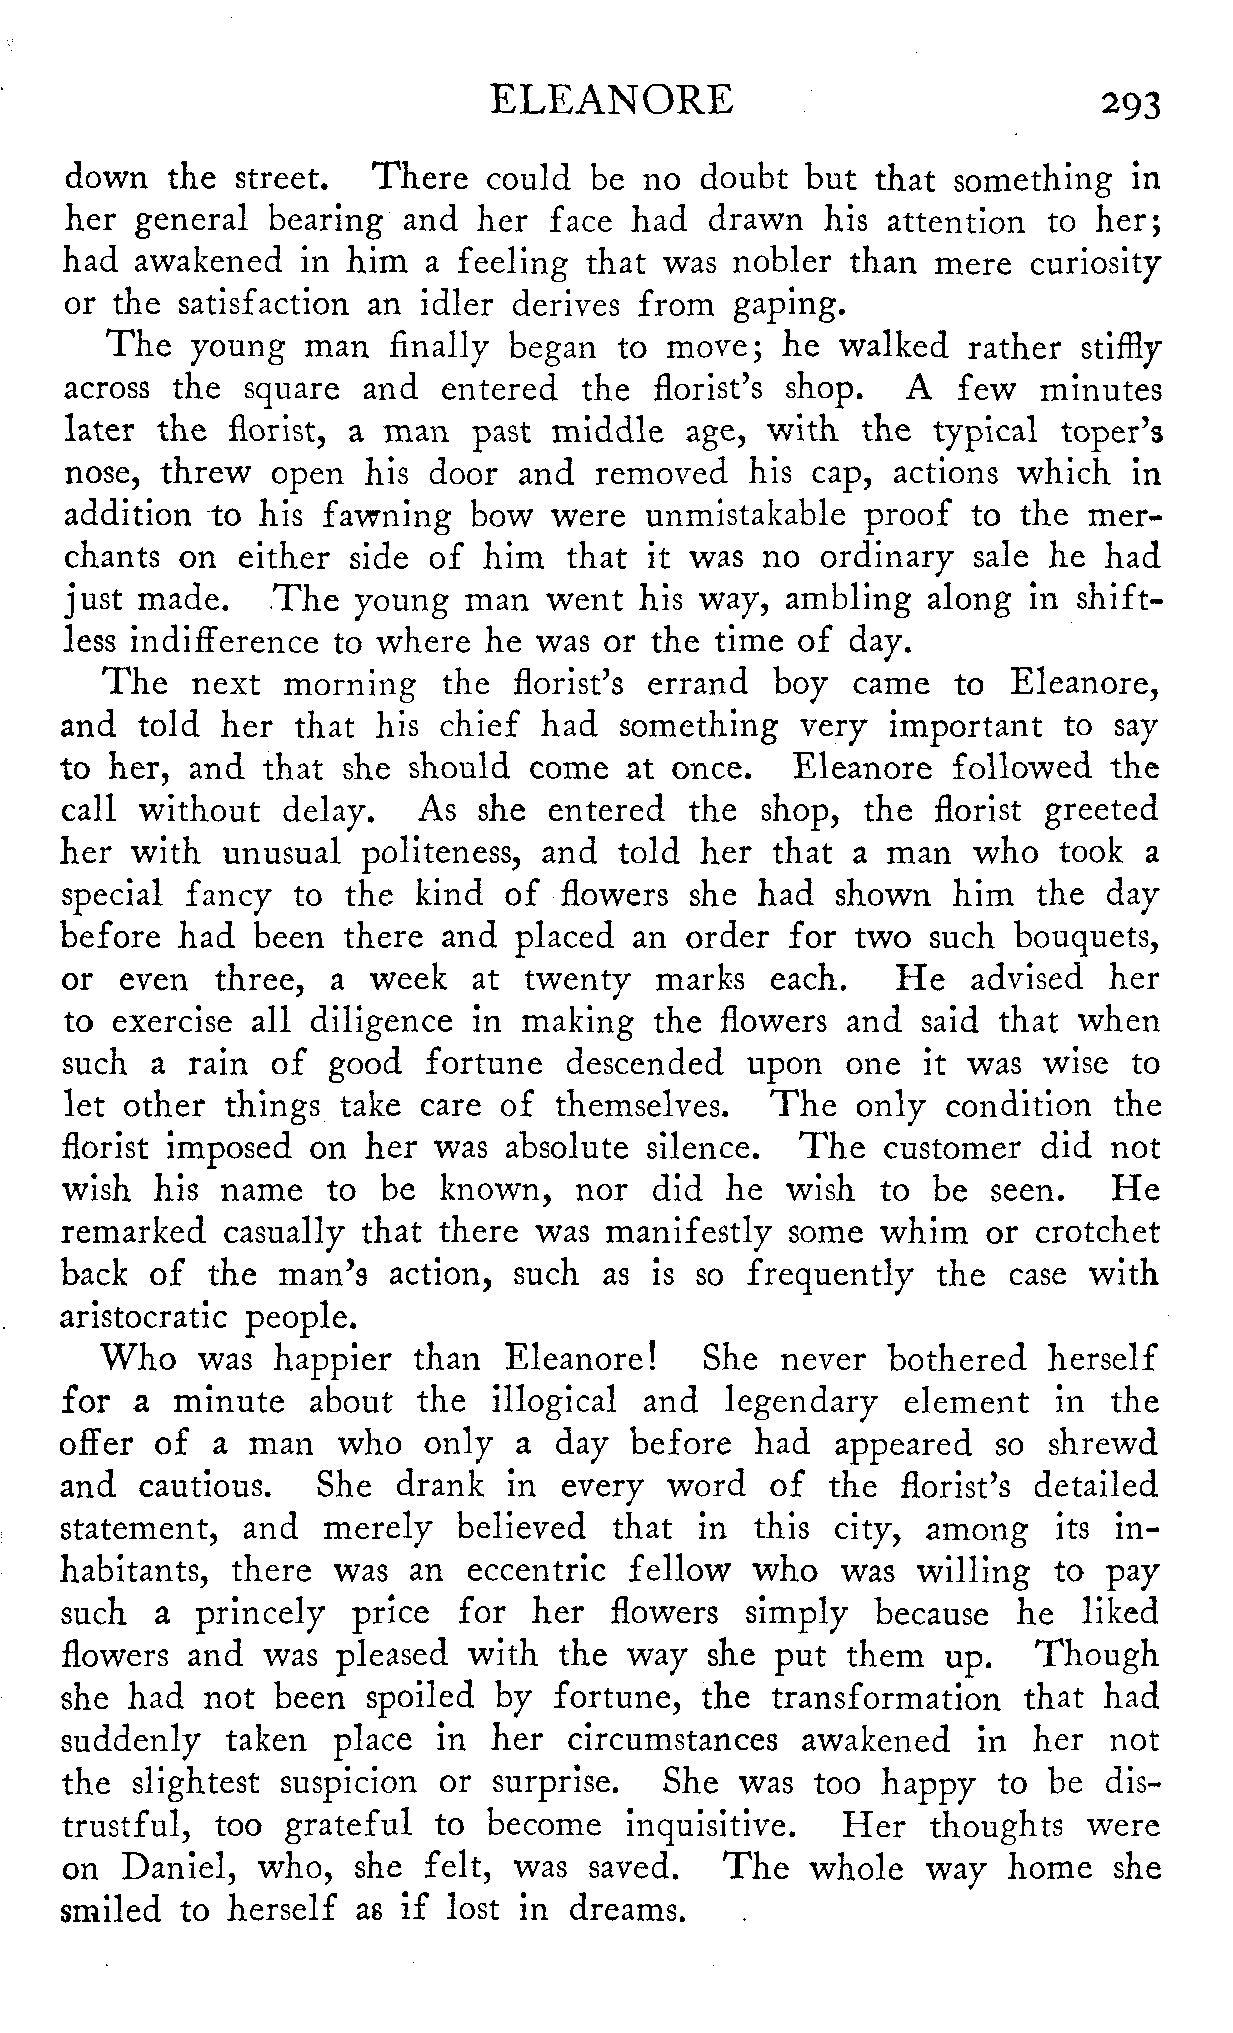 ELEANORE 293
down the street. There could be no doubt but that something in
her general bearing and her face had drawn his attention to her;
had awakened in him a feeling that was nobler than mere curiosity
or the satisfaction an idler derives from gaping.
The young man finally began to move; he walked rather stiffly
across the square and entered the florist's shop. A few minutes
later the florist, a man past middle age, with the typical toper's
nose, threw open his door and removed his cap, actions which in
addition to his fawning bow were unmistakable proof to the mer-
chants on either side of him that it was no ordinary sale he had
just made. The young man went his way, ambling along in shift-
less indifference to where he was or the time of day.
The next morning the florist's errand boy came to Eleanore,
and told her that his chief had something very important to say
to her, and that she should come at once. Eleanore followed the
call without delay. As she entered the shop, the florist greeted
her with unusual politeness, and told her that a man who took a
special fancy to the kind of flowers she had shown him the day
before had been there and placed an order for two such bouquets,
or even three, a week at twenty marks each. He advised her
to exercise all diligence in making the flowers and said that when
such a rain of good fortune descended upon one it was wise to
let other things take care of themselves. The only condition the
florist imposed on her was absolute silence. The customer did not
wish his name to be known, nor did he wish to be seen. He
remarked casually that there was manifestly some whim or crotchet
back of the man's action, such as is so frequently the case with
aristocratic people.
Who was happier than Eleanore! She never bothered herself
for a minute about the illogical and legendary element in the
offer of a man who only a day before had appeared so shrewd
and cautious. She drank in every word of the florist's detailed
statement, and merely believed that in this city, among its in-
habitants, there was an eccentric fellow who was willing to pay
such a princely price for her flowers simply because he liked
flowers and was pleased with the way she put them up. Though
she had not been spoiled by fortune, the transformation that had
suddenly taken place in her circumstances awakened in her not
the slightest suspicion or surprise. She was too happy to be dis-
trustful, too grateful to become inquisitive. Her thoughts were
on Daniel, who, she felt, was saved. The whole way home she
smiled to herself as if lost in dreams.